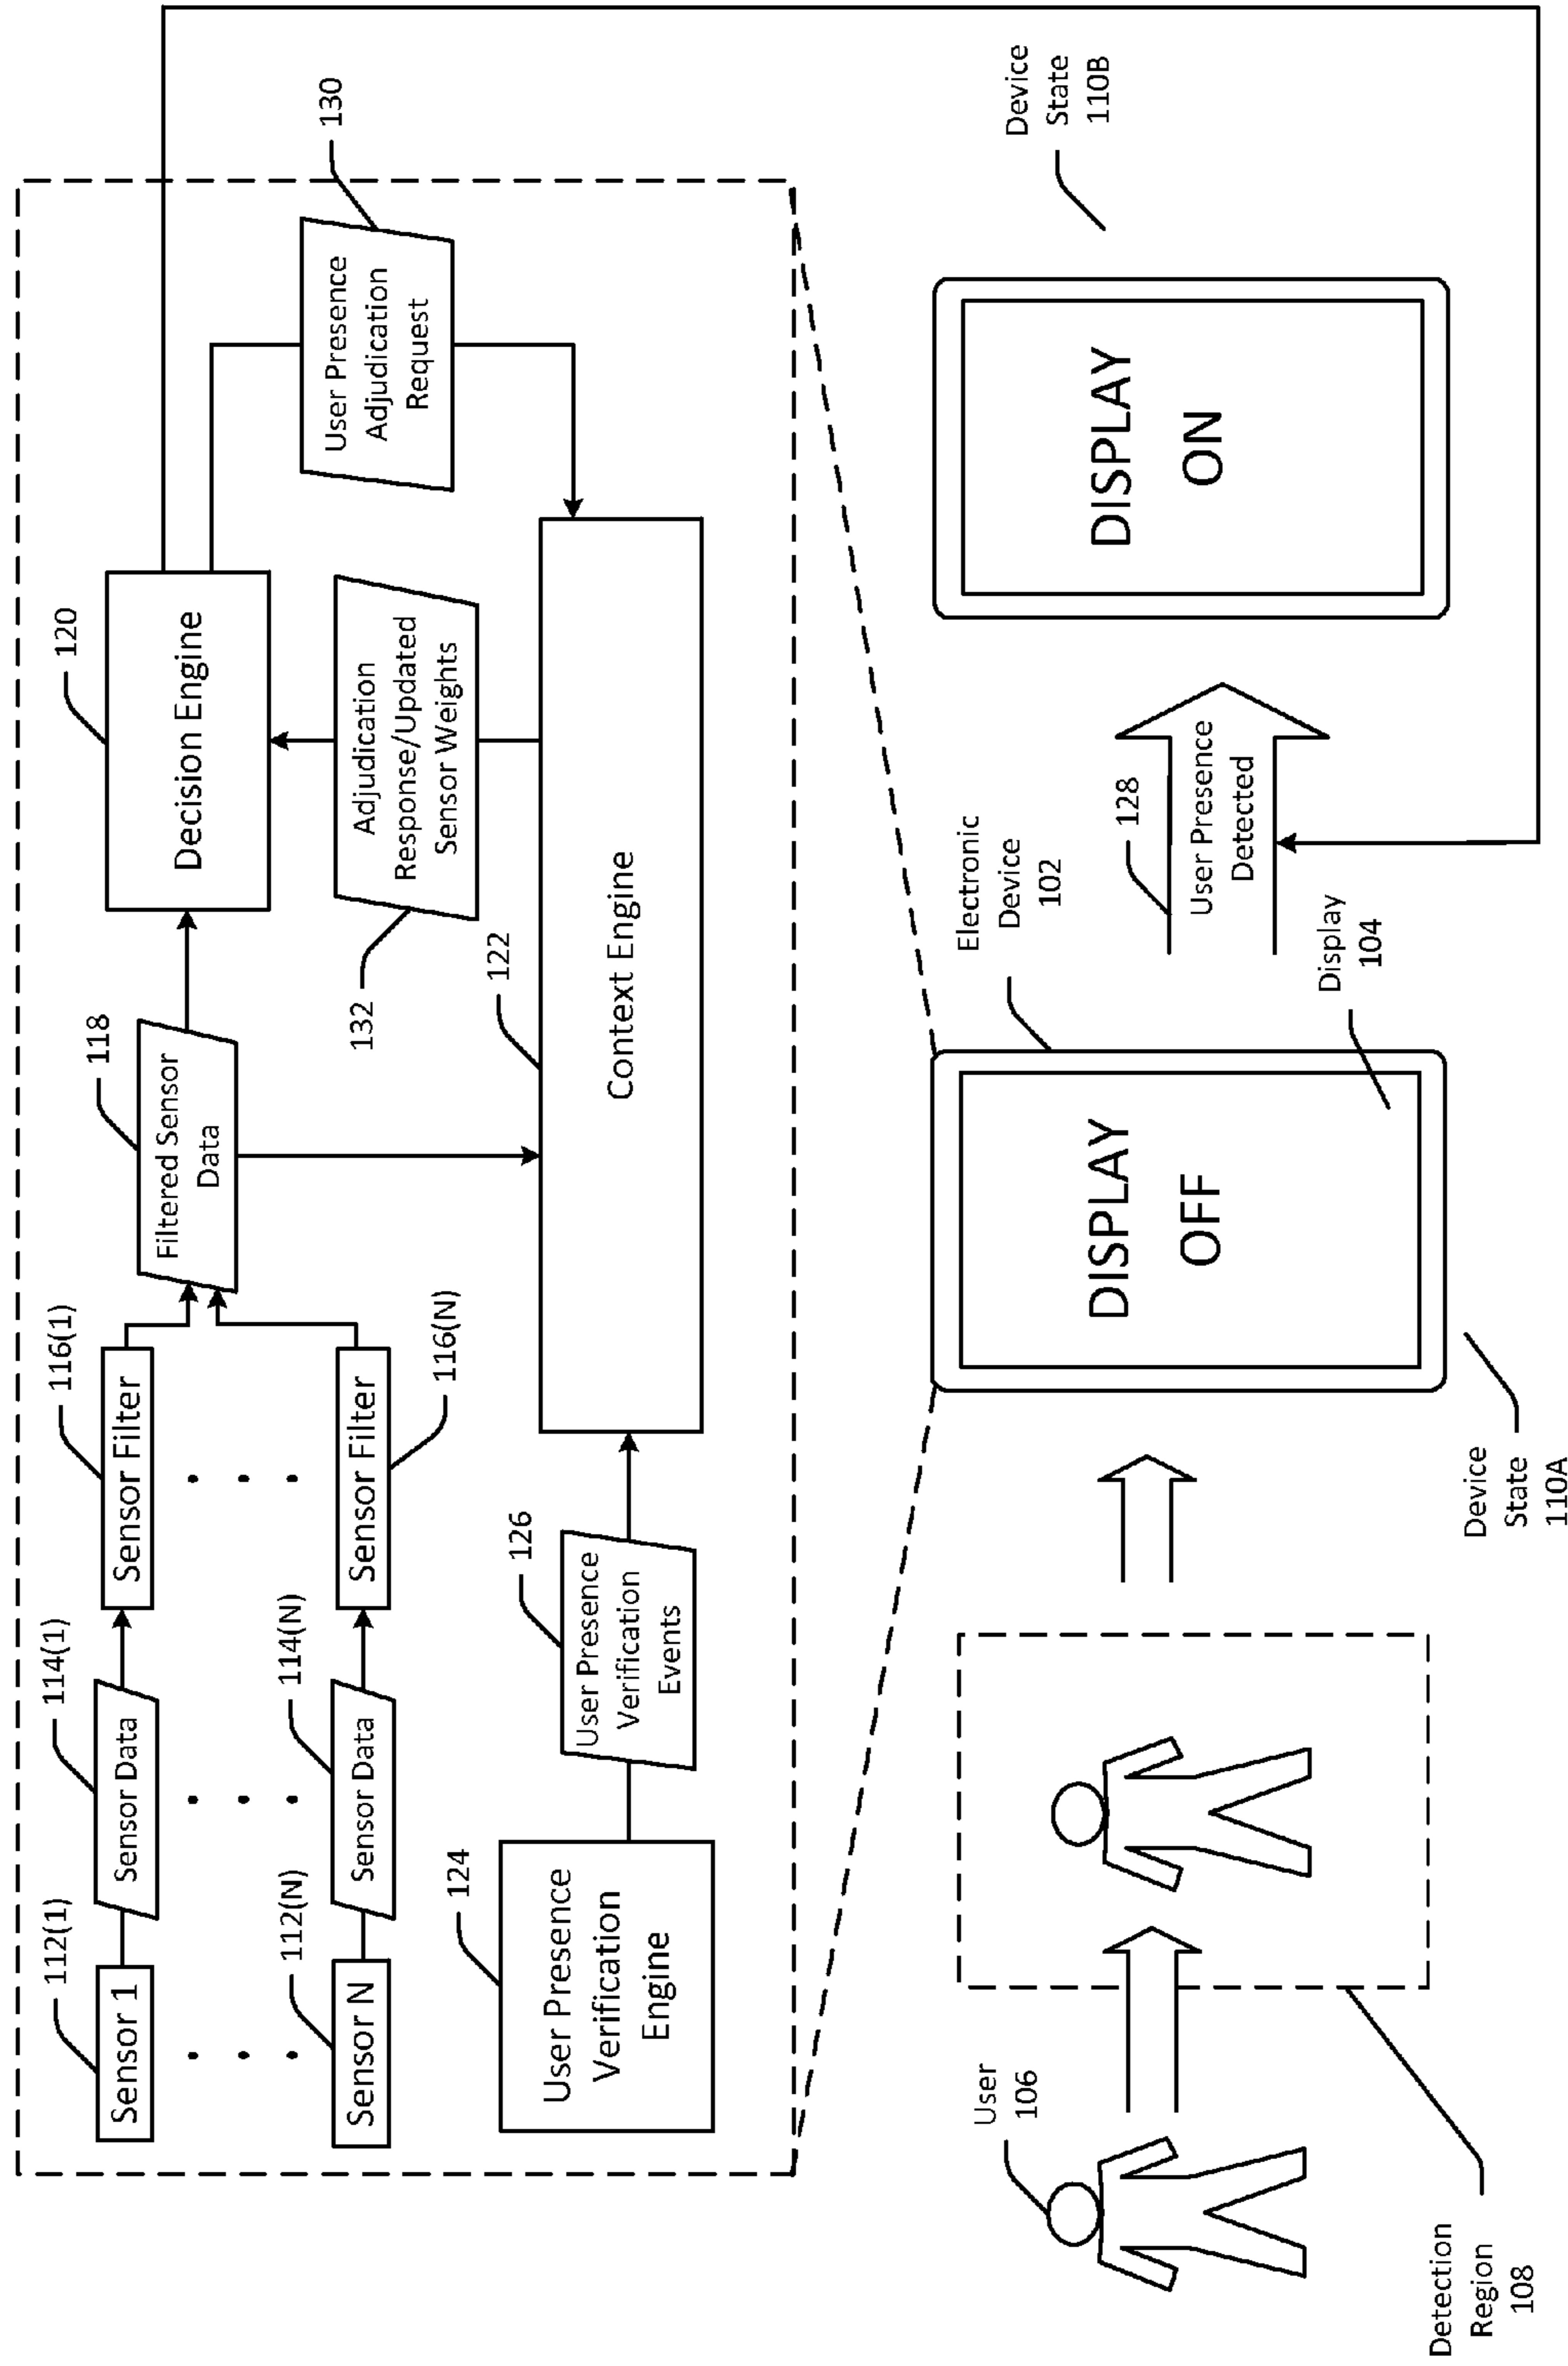 112(1)
Sensor 1
114(1)
Sensor Data
116(1)
Sensor Filter
118
Filtered Sensor
Data
120
Decision Engine
130
User Presence
Adjudication
Request
112(N)
Sensor N
114(N)
Sensor Data
116(N)
Sensor Filter
132
Adjudication
Response/Updated
Sensor Weights
124
User Presence
Verification
Engine
126
User Presence
Verification
Events
122
Context Engine
User
106
Detection
Region
108
Electronic
Device
102
DISPLAY
OFF
Display
104
Device
State
110A
128
User Presence
Detected
DISPLAY
ON
Device
State
110B